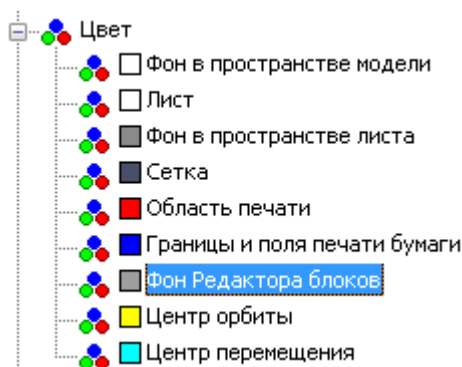 Цвет
Фон в пространстве модели
Лист
Фон в пространстве листа
Сетка
Область печати
Границы и поля печати бумаги
Фон Редактора блоков
Центр орбиты
Центр перемещения